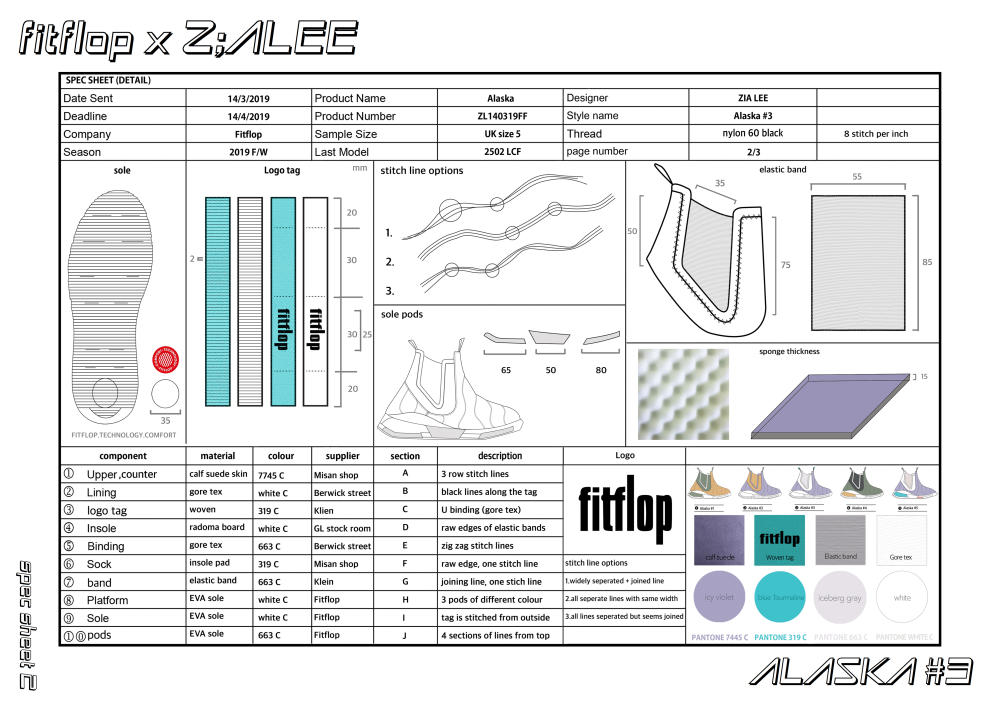 fitflop x Z;ALEE
SPEC SHEET (DETAIL)
Date Sent 14/3/2019 Product Name Alaska Designer ZIA LEE
Deadline 14/4/2019 Product Number ZL140319FF Style name Alaska #3
Company Fitflop Sample Size UK size 5 Thread nylon 60 black 8 stitch per inch
Season 2019 F/W Last Model 2502 LCF page number 2/3
sole
35
FITFLOP.TECHNOLOGY.COMFORT
Logo tag
mm
2
20
30
30 25
20
fitflop
fitflop
stitch line options
1.
2.
3.
sole pods
65 50 80
elastic band
35
50
75
55
85
sponge thickness
15
component material colour supplier section description Logo
① Upper ,counter calf suede skin 7745 C Misan shop A 3 row stitch lines
② Lining gore tex white C Berwick street B black lines along the tag
③ logo tag woven 319 C Klien C U binding (gore tex)
④ Insole radoma board white C GL stock room D raw edges of elastic bands
⑤ Binding gore tex 663 C Berwick street E zig zag stitch lines
⑥ Sock insole pad 319 C Misan shop F raw edge, one stitch line
⑦ band elastic band 663 C Klein G joining line, one stich line
⑧ Platform EVA sole white C Fitflop H 3 pods of different colour
⑨ Sole EVA sole white C Fitflop I tag is stitched from outside
①⓪ pods EVA sole 663 C Fitflop J 4 sections of lines from top
fitflop
stitch line options
1.widely seperated + joined line
2.all seperate lines with same width
3.all lines seperated but seems joined
Alaska #1 Alaska #2 Alaska #3 Alaska #4 Alaska #5
calf suede
fitflop
Woven tag
Elastic band
Gore tex
icy violet
blue Tourmaline
iceberg gray
white
PANTONE 7445 C PANTONE 319 C PANTONE 663 C PANTONE WHITE C
spec sheet 2
ALASKA #3